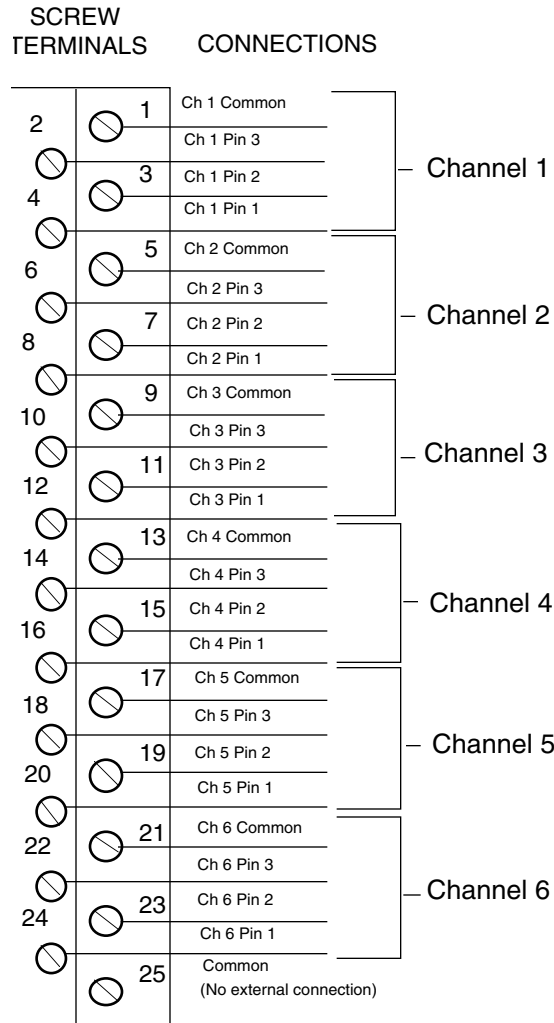 SCREW
TERMINALS
CONNECTIONS
1 Ch 1 Common
2 Ch 1 Pin 3
3 Ch 1 Pin 2
4 Ch 1 Pin 1
Channel 1
5 Ch 2 Common
6 Ch 2 Pin 3
7 Ch 2 Pin 2
8 Ch 2 Pin 1
Channel 2
9 Ch 3 Common
10 Ch 3 Pin 3
11 Ch 3 Pin 2
12 Ch 3 Pin 1
Channel 3
13 Ch 4 Common
14 Ch 4 Pin 3
15 Ch 4 Pin 2
16 Ch 4 Pin 1
Channel 4
17 Ch 5 Common
18 Ch 5 Pin 3
19 Ch 5 Pin 2
20 Ch 5 Pin 1
Channel 5
21 Ch 6 Common
22 Ch 6 Pin 3
23 Ch 6 Pin 2
24 Ch 6 Pin 1
Channel 6
25 Common
(No external connection)